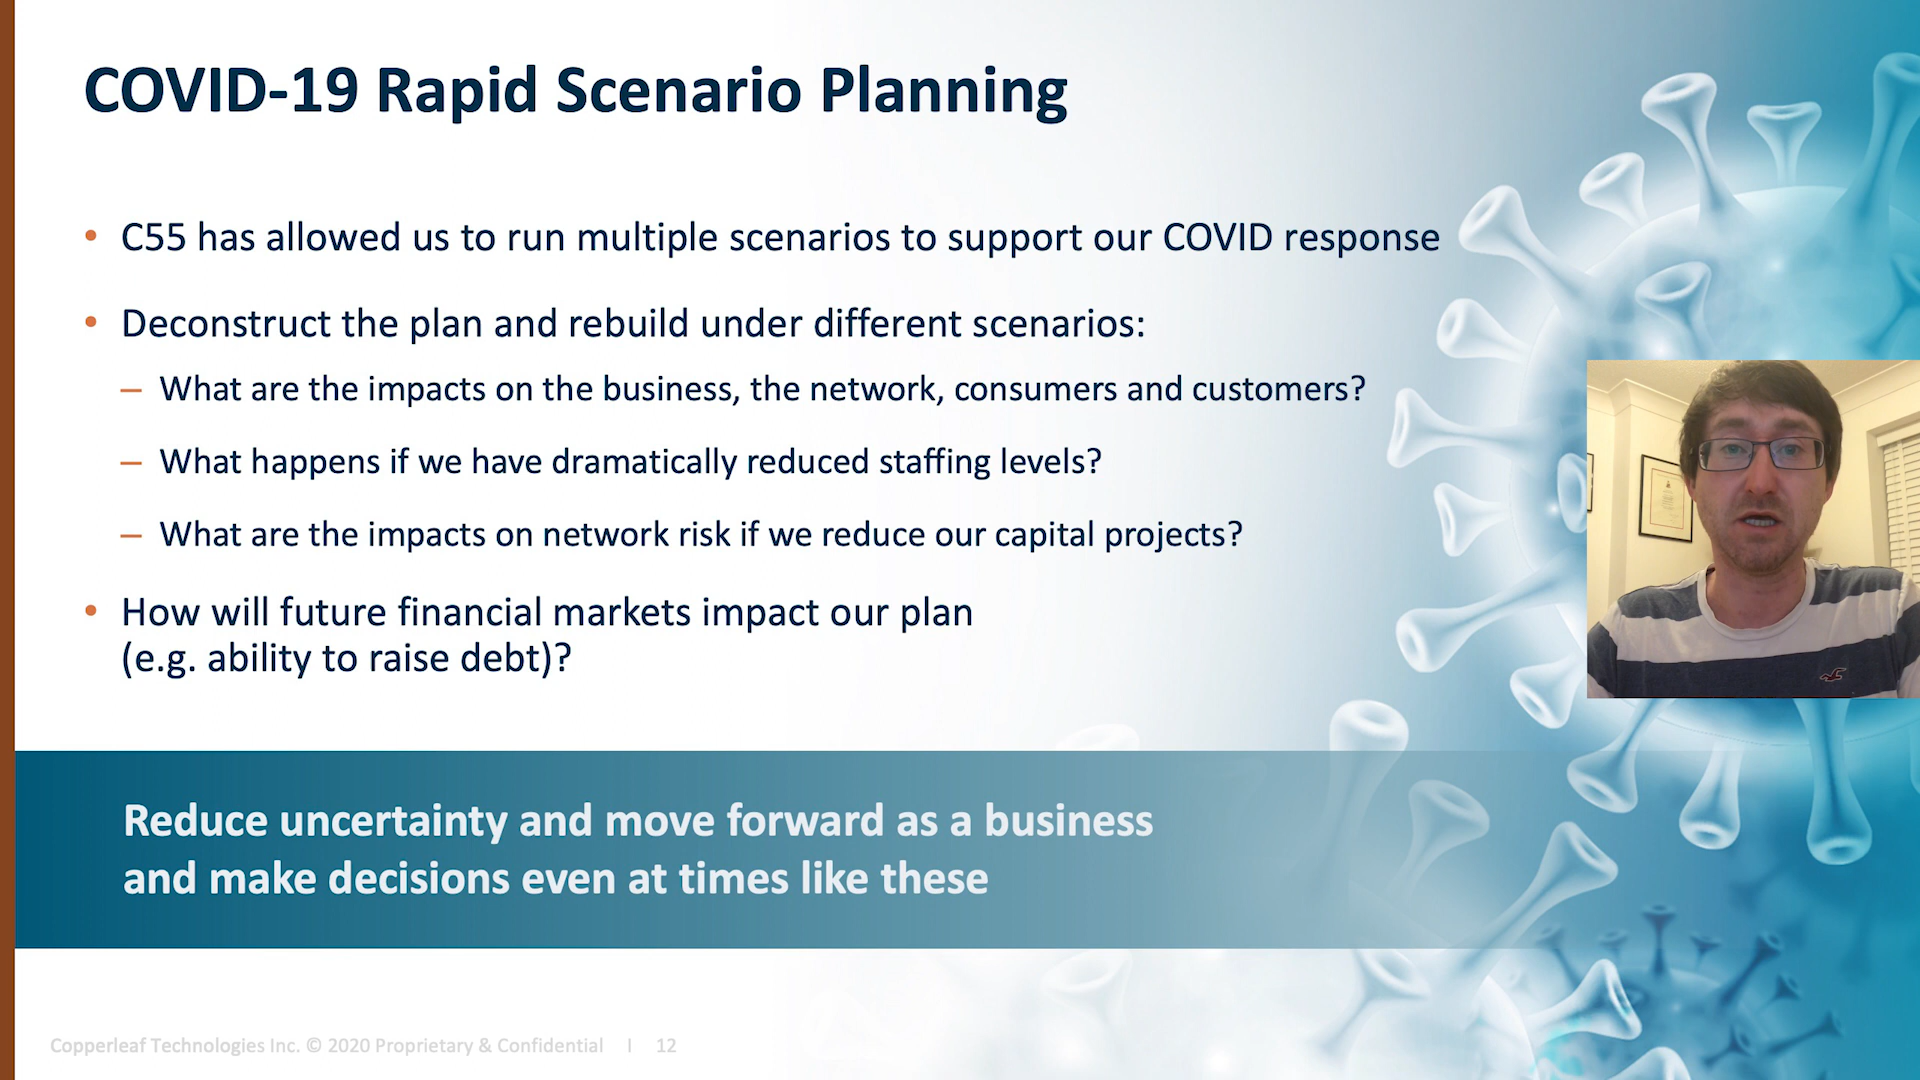 COVID-19 Rapid Scenario Planning
• C55 has allowed us to run multiple scenarios to support our COVID response
• Deconstruct the plan and rebuild under different scenarios:
– What are the impacts on the business, the network, consumers and customers?
– What happens if we have dramatically reduced staffing levels?
– What are the impacts on network risk if we reduce our capital projects?
• How will future financial markets impact our plan
(e.g. ability to raise debt)?
Reduce uncertainty and move forward as a business
and make decisions even at times like these
Copperleaf Technologies Inc. © 2020 Proprietary & Confidential | 12